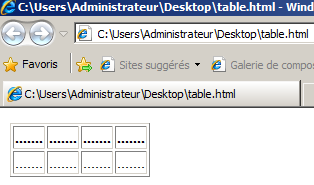 C:\Users\Administrateur\Desktop\table.html - Wind
C:\Users\Administrateur\Desktop\table.html
Favoris Sites suggérés Galerie de compo
C:\Users\Administrateur\Desktop\table.html
....... ....... ....... .......
....... ....... ....... .......